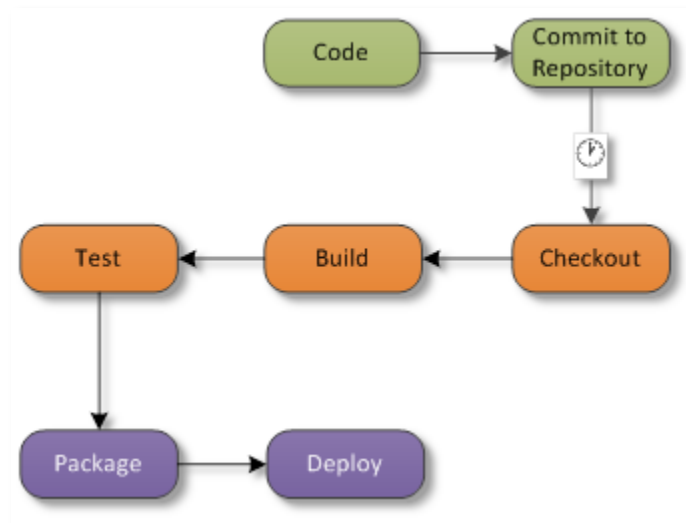 Code
Commit to
Repository
Checkout
Build
Test
Package
Deploy